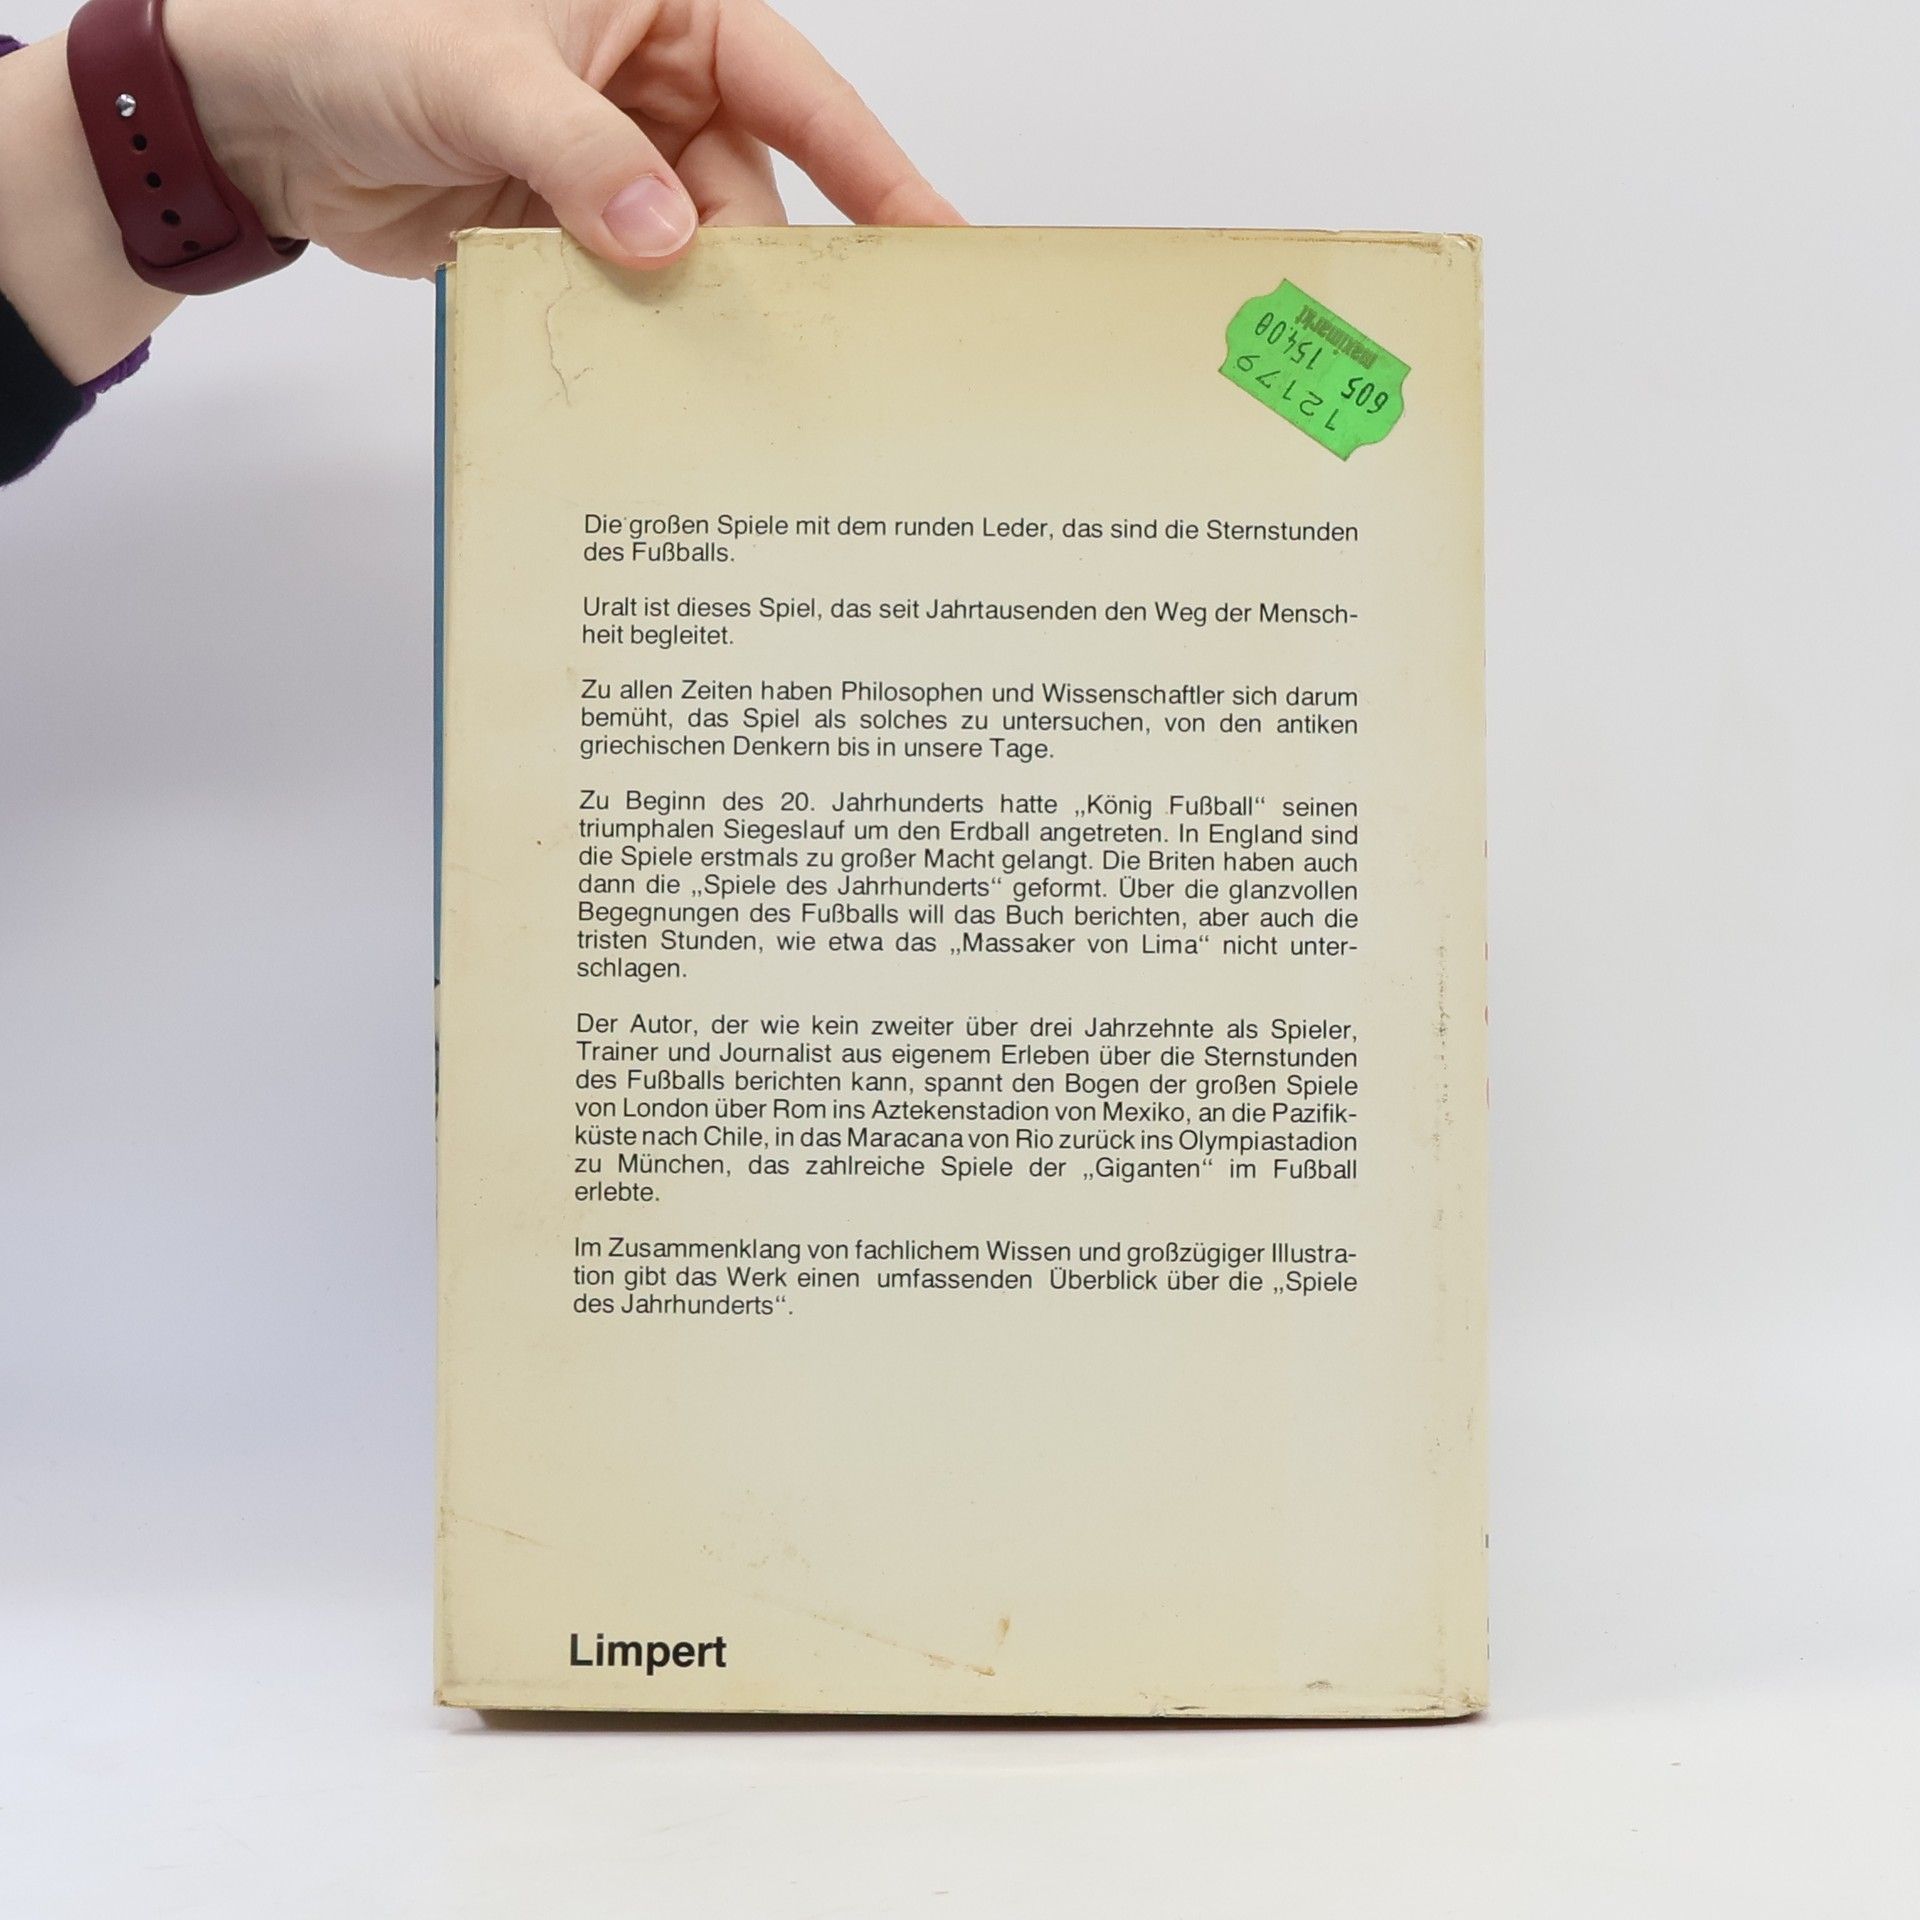 maximarkt
605 154.00
12179
Die großen Spiele mit dem runden Leder, das sind die Sternstunden
des Fußballs.
Uralt ist dieses Spiel, das seit Jahrtausenden den Weg der Mensch-
heit begleitet.
Zu allen Zeiten haben Philosophen und Wissenschaftler sich darum
bemüht, das Spiel als solches zu untersuchen, von den antiken
griechischen Denkern bis in unsere Tage.
Zu Beginn des 20. Jahrhunderts hatte „König Fußball“ seinen
triumphalen Siegeslauf um den Erdball angetreten. In England sind
die Spiele erstmals zu großer Macht gelangt. Die Briten haben auch
dann die „Spiele des Jahrhunderts“ geformt. Über die glanzvollen
Begegnungen des Fußballs will das Buch berichten, aber auch die
tristen Stunden, wie etwa das „Massaker von Lima“ nicht unter-
schlagen.
Der Autor, der wie kein zweiter über drei Jahrzehnte als Spieler,
Trainer und Journalist aus eigenem Erleben über die Sternstunden
des Fußballs berichten kann, spannt den Bogen der großen Spiele
von London über Rom ins Aztekenstadion von Mexiko, an die Pazifik-
küste nach Chile, in das Maracana von Rio zurück ins Olympiastadion
zu München, das zahlreiche Spiele der „Giganten“ im Fußball
erlebte.
Im Zusammenklang von fachlichem Wissen und großzügiger Illustra-
tion gibt das Werk einen umfassenden Überblick über die „Spiele
des Jahrhunderts“.
Limpert